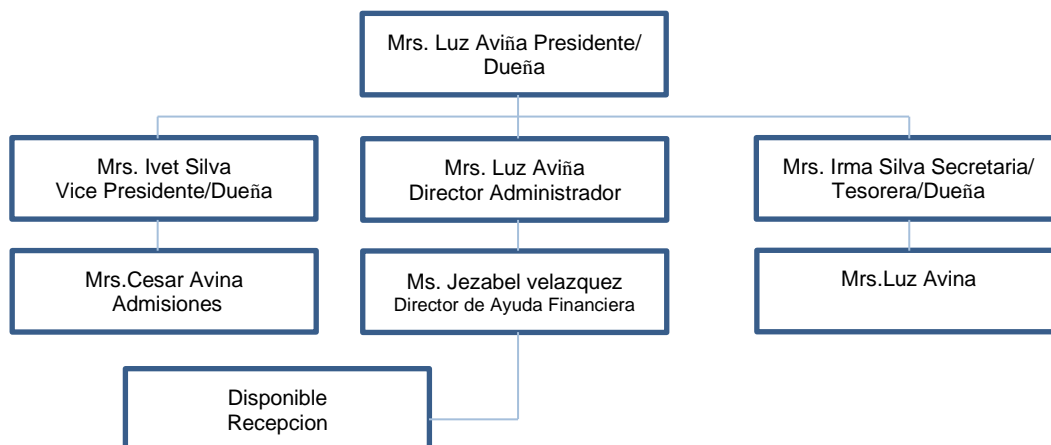 Mrs. Luz Aviña Presidente/
Dueña
Mrs. Ivet Silva
Vice Presidente/Dueña
Mrs. Luz Aviña
Director Administrador
Mrs. Irma Silva Secretaria/
Tesorera/Dueña
Mrs.Cesar Avina
Admisiones
Ms. Jezabel velazquez
Director de Ayuda Financiera
Mrs.Luz Avina
Disponible
Recepcion